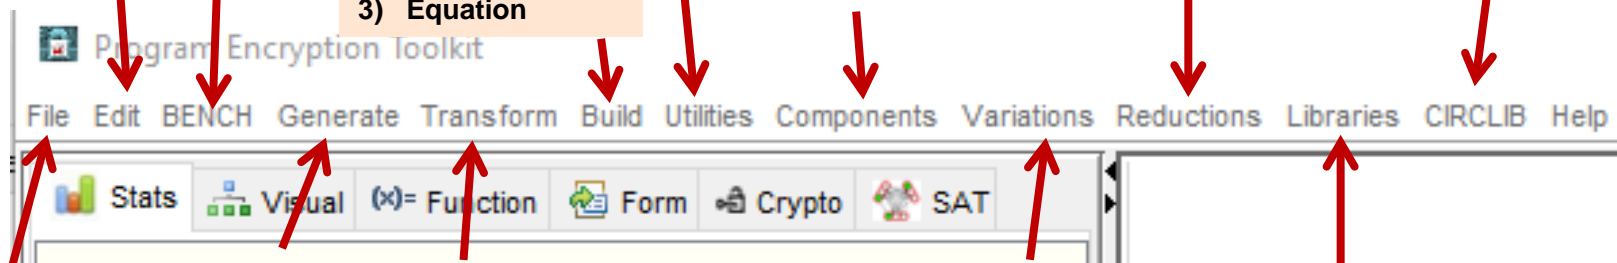 3) Equation
Program Encryption Toolkit
File Edit BENCH Generate Transform Build Utilities Components Variations Reductions Libraries CIRCLIB Help
Stats Visual (x)= Function Form Crypto SAT